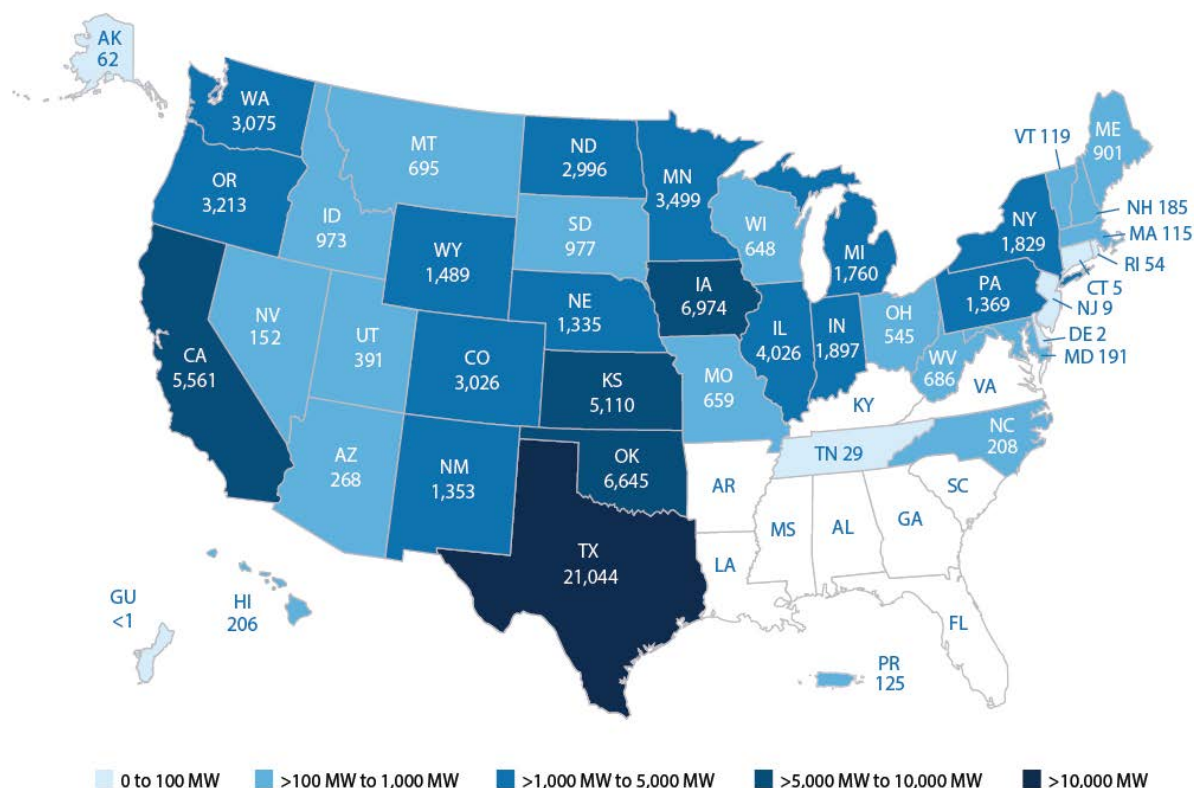 AK
62
WA
3,075
OR
3,213
CA
5,561
NV
152
ID
973
MT
695
WY
1,489
UT
391
AZ
268
CO
3,026
NM
1,353
ND
2,996
SD
977
NE
1,335
KS
5,110
OK
6,645
TX
21,044
MN
3,499
IA
6,974
MO
659
AR
LA
WI
648
IL
4,026
MI
1,760
IN
1,897
OH
545
KY
TN 29
MS
AL
GA
FL
SC
NC
208
VA
WV
686
PA
1,369
NY
1,829
VT 119
ME
901
NH 185
MA 115
RI 54
CT 5
NJ 9
DE 2
MD 191
GU
<1
HI
206
PR
125
0 to 100 MW
>100 MW to 1,000 MW
>1,000 MW to 5,000 MW
>5,000 MW to 10,000 MW
>10,000 MW